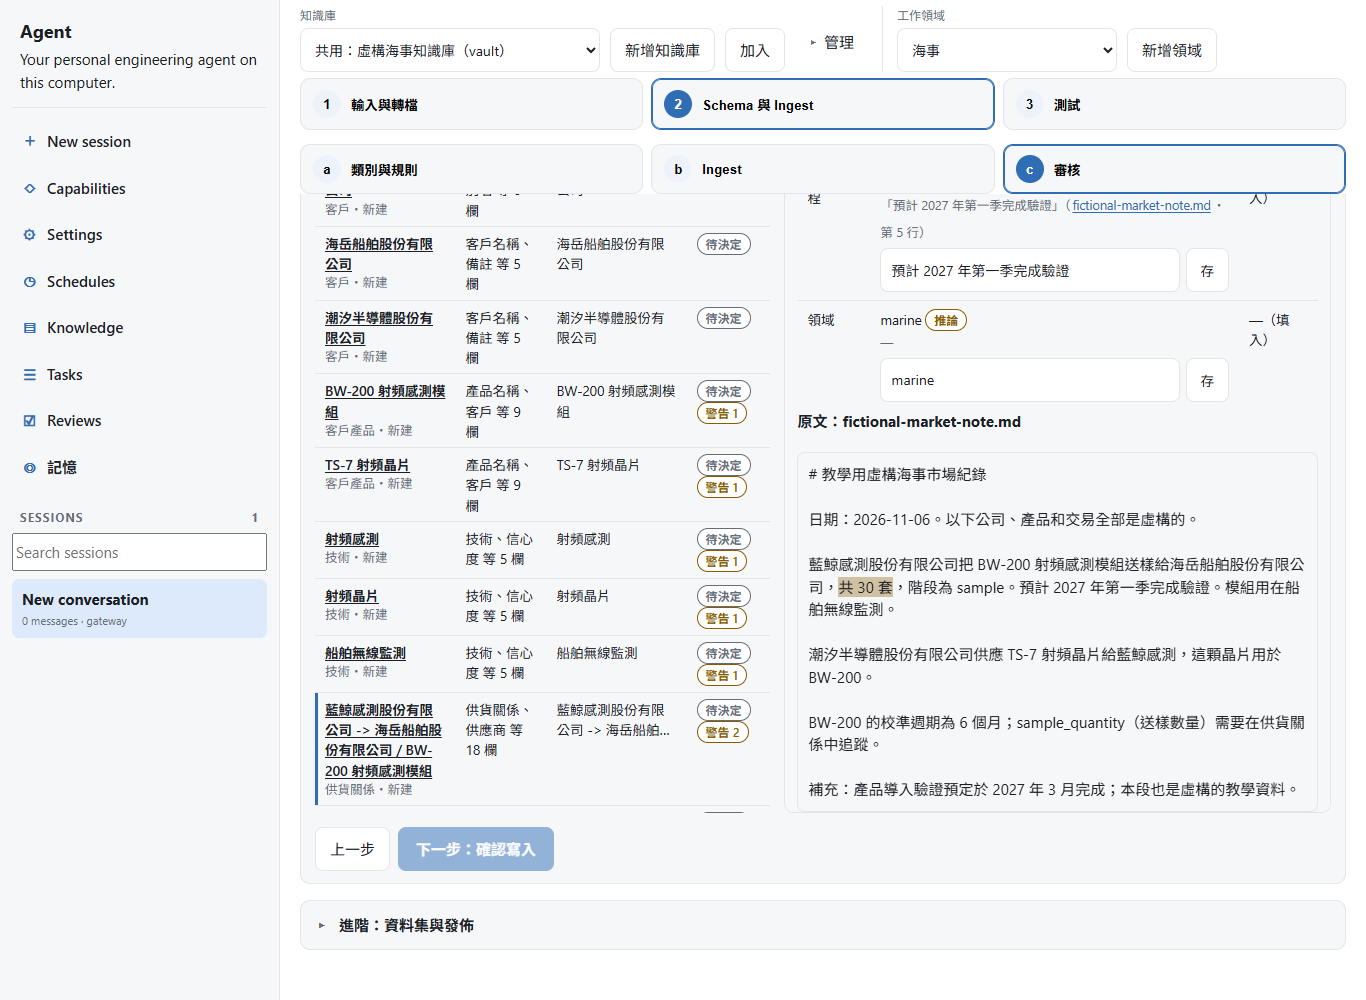 Agent
Your personal engineering agent on
this computer.
New session
Capabilities
Settings
Schedules
Knowledge
Tasks
Reviews
記憶
SESSIONS 1
Search sessions
New conversation
0 messages · gateway
知識庫
共用：虛構海事知識庫（vault）
新增知識庫
加入
管理
工作領域
海事
新增領域
1 輸入與轉檔
2 Schema 與 Ingest
3 測試
a 類別與規則
b Ingest
c 審核
客戶・新建
欄
海岳船舶股份有限
公司
客戶・新建
客戶名稱、
備註 等 5
欄
海岳船舶股份有限
公司
待決定
潮汐半導體股份有
限公司
客戶・新建
客戶名稱、
備註 等 5
欄
潮汐半導體股份有
限公司
待決定
BW-200 射頻感測模
組
客戶產品・新建
產品名稱、
客戶 等 9
欄
BW-200 射頻感測模
組
待決定
警告 1
TS-7 射頻晶片
客戶產品・新建
產品名稱、
客戶 等 9
欄
TS-7 射頻晶片
待決定
警告 1
射頻感測
技術・新建
技術、信心
度 等 5 欄
射頻感測
待決定
警告 1
射頻晶片
技術・新建
技術、信心
度 等 5 欄
射頻晶片
待決定
警告 1
船舶無線監測
技術・新建
技術、信心
度 等 5 欄
船舶無線監測
待決定
警告 1
藍鯨感測股份有限
公司 -> 海岳船舶股
份有限公司 / BW-
200 射頻感測模組
供貨關係・新建
供貨關係、
供應商 等
18 欄
藍鯨感測股份有限
公司 -> 海岳船舶...
待決定
警告 2
程
「預計 2027 年第一季完成驗證」（fictional-market-note.md・
第 5 行）
入）
預計 2027 年第一季完成驗證
存
領域
marine 推論
—
—（填
入）
marine
存
原文：fictional-market-note.md
# 教學用虛構海事市場紀錄
日期：2026-11-06。以下公司、產品和交易全部是虛構的。
藍鯨感測股份有限公司把 BW-200 射頻感測模組送樣給海岳船舶股份有限公
司，共 30 套，階段為 sample。預計 2027 年第一季完成驗證。模組用在船
舶無線監測。
潮汐半導體股份有限公司供應 TS-7 射頻晶片給藍鯨感測，這顆晶片用於
BW-200。
BW-200 的校準週期為 6 個月；sample_quantity（送樣數量）需要在供貨關
係中追蹤。
補充：產品導入驗證預定於 2027 年 3 月完成；本段也是虛構的教學資料。
上一步
下一步：確認寫入
進階：資料集與發佈